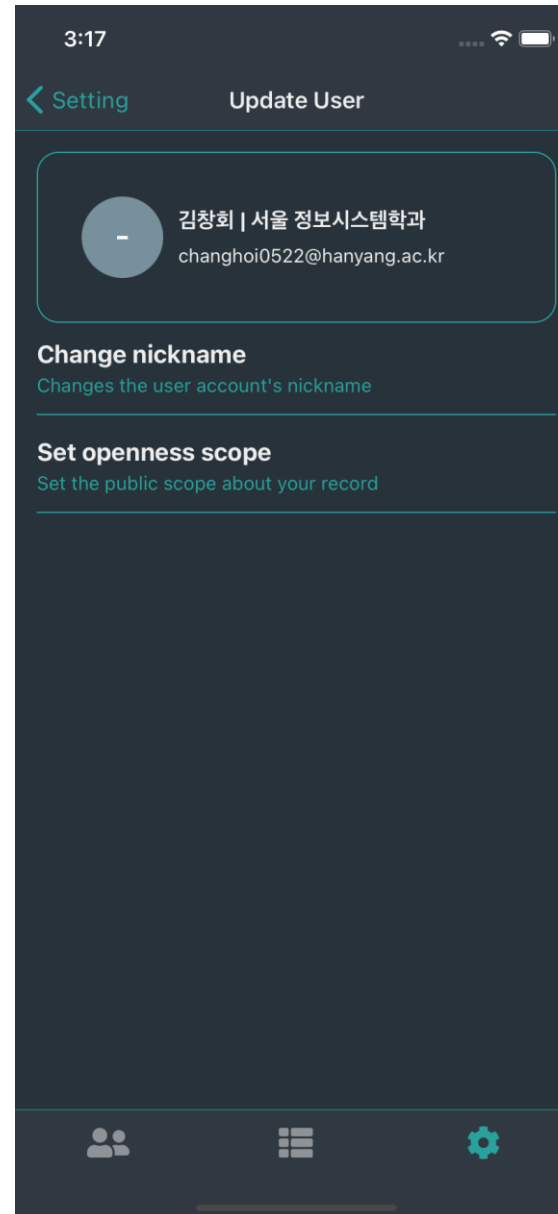 3:17
Setting
Update User
-
김창회 | 서울 정보시스템학과
changhoi0522@hanyang.ac.kr
Change nickname
Changes the user account's nickname
Set openness scope
Set the public scope about your record